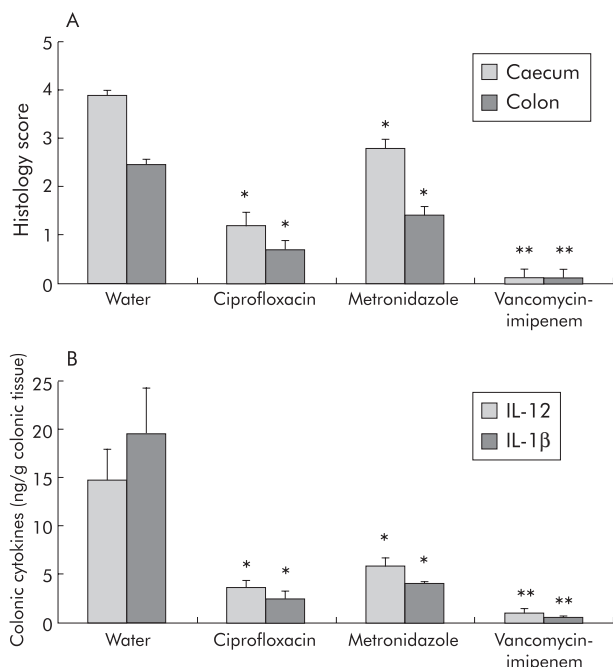 A
Histology score
5
4
3
2
1
0
Caecum
Colon
*
*
*
*
**
**
Water
Ciprofloxacin
Metronidazole
Vancomycin-
imipenem
B
Colonic cytokines (ng/g colonic tissue)
25
20
15
10
5
0
IL-12
IL-1β
*
*
*
*
**
**
Water
Ciprofloxacin
Metronidazole
Vancomycin-
imipenem